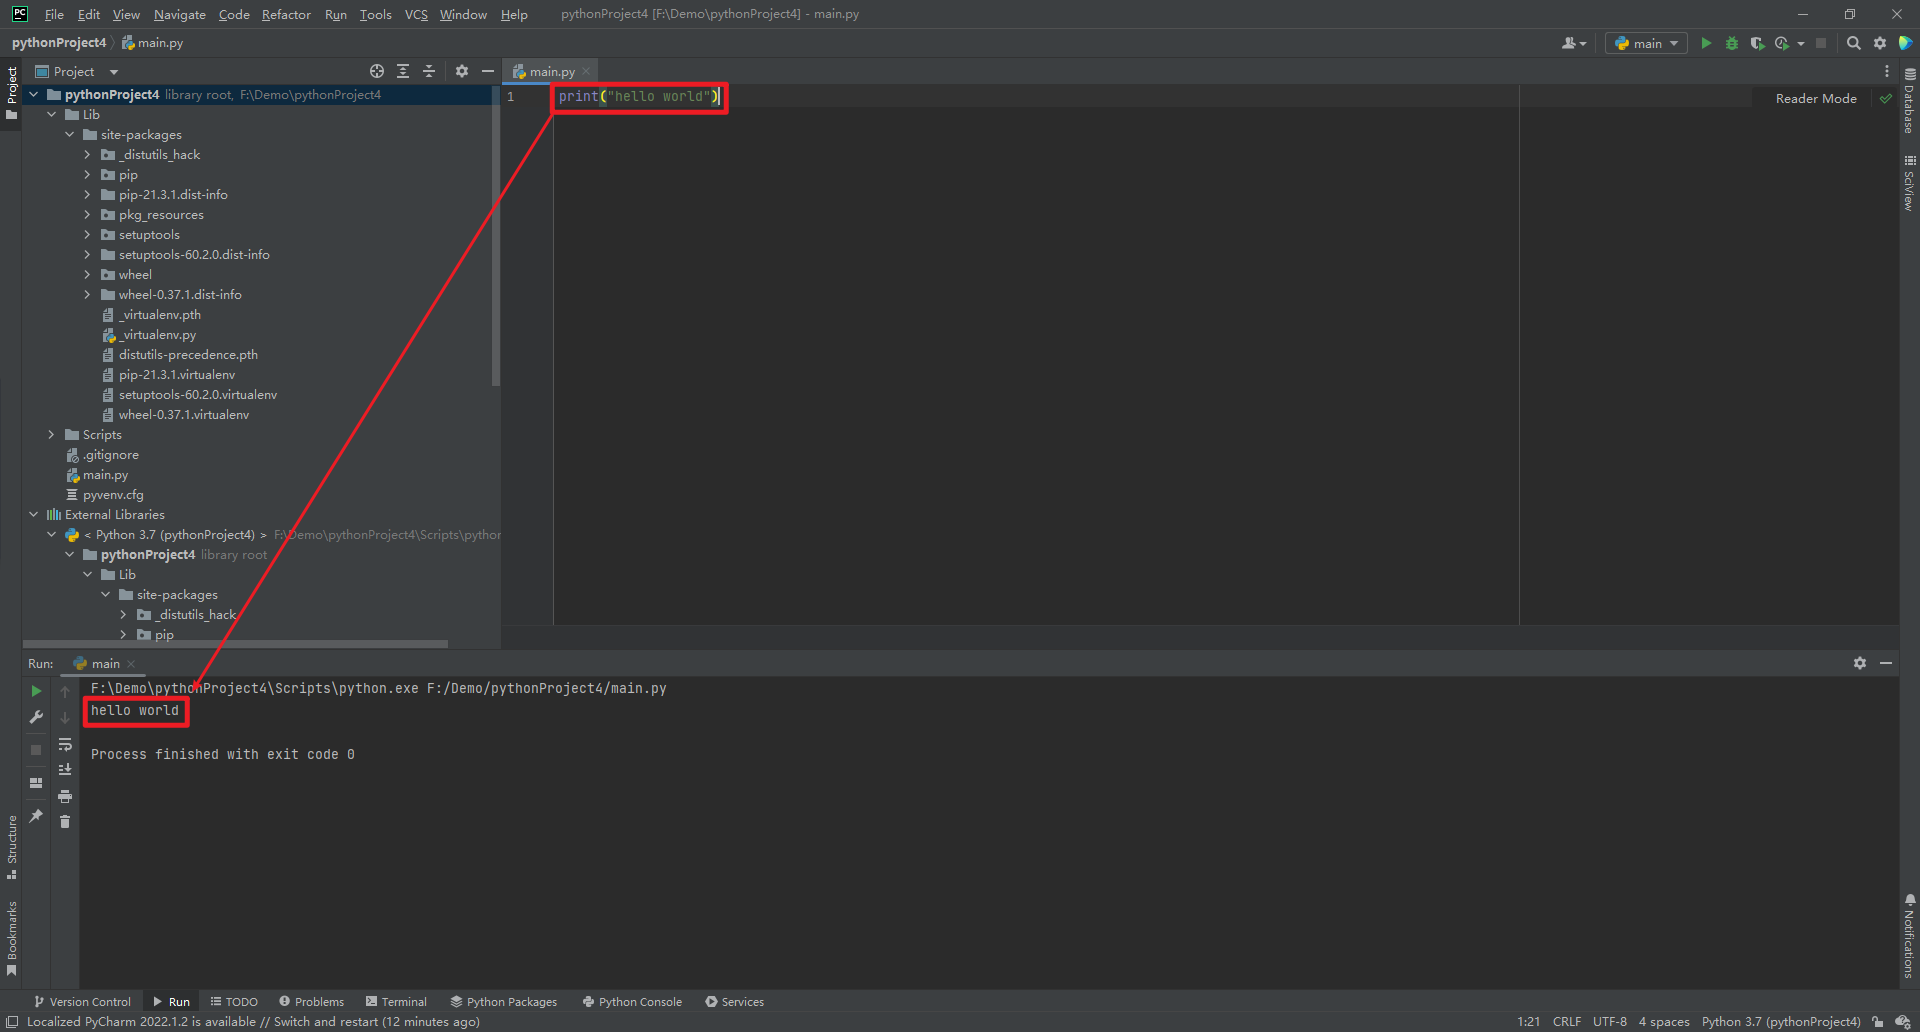 PC File Edit View Navigate Code Refactor Run Tools VCS Window Help pythonProject4 [F:\Demo\pythonProject4] - main.py
pythonProject4 main.py main
Project
Project main.py
pythonProject4 library root, F:\Demo\pythonProject4
Lib
site-packages
_distutils_hack
pip
pip-21.3.1.dist-info
pkg_resources
setuptools
setuptools-60.2.0.dist-info
wheel
wheel-0.37.1.dist-info
_virtualenv.pth
_virtualenv.py
distutils-precedence.pth
pip-21.3.1.virtualenv
setuptools-60.2.0.virtualenv
wheel-0.37.1.virtualenv
Scripts
.gitignore
main.py
pyvenv.cfg
External Libraries
< Python 3.7 (pythonProject4) > F:\Demo\pythonProject4\Scripts\python
pythonProject4 library root
Lib
site-packages
_distutils_hack
pip
1 print("hello world")
Reader Mode
Database
SciView
Run: main
F:\Demo\pythonProject4\Scripts\python.exe F:/Demo/pythonProject4/main.py
hello world
Process finished with exit code 0
Structure
Bookmarks
Notifications
Version Control Run TODO Problems Terminal Python Packages Python Console Services
Localized PyCharm 2022.1.2 is available // Switch and restart (12 minutes ago) 1:21 CRLF UTF-8 4 spaces Python 3.7 (pythonProject4)